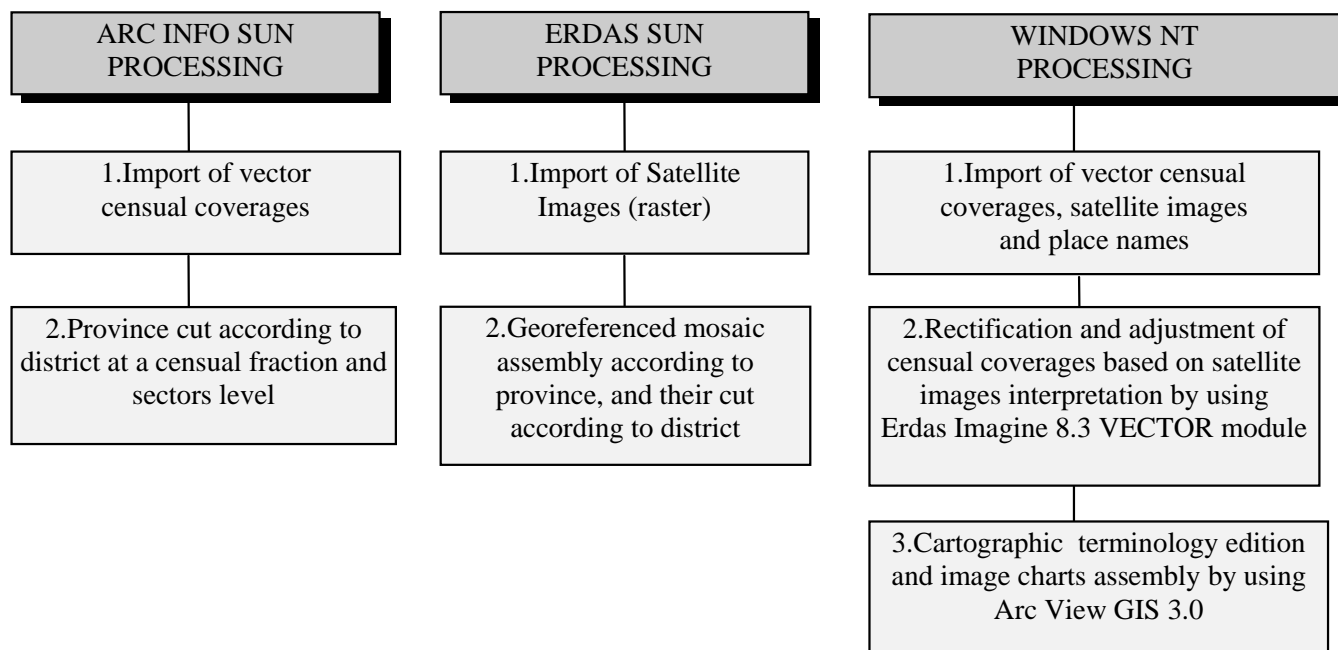 ARC INFO SUN
PROCESSING
1.Import of vector
censual coverages
2.Province cut according to
district at a censual fraction and
sectors level
ERDAS SUN
PROCESSING
1.Import of Satellite
Images (raster)
2.Georeferenced mosaic
assembly according to
province, and their cut
according to district
WINDOWS NT
PROCESSING
1.Import of vector censual
coverages, satellite images
and place names
2.Rectification and adjustment of
censual coverages based on satellite
images interpretation by using
Erdas Imagine 8.3 VECTOR module
3.Cartographic  terminology edition
and image charts assembly by using
Arc View GIS 3.0